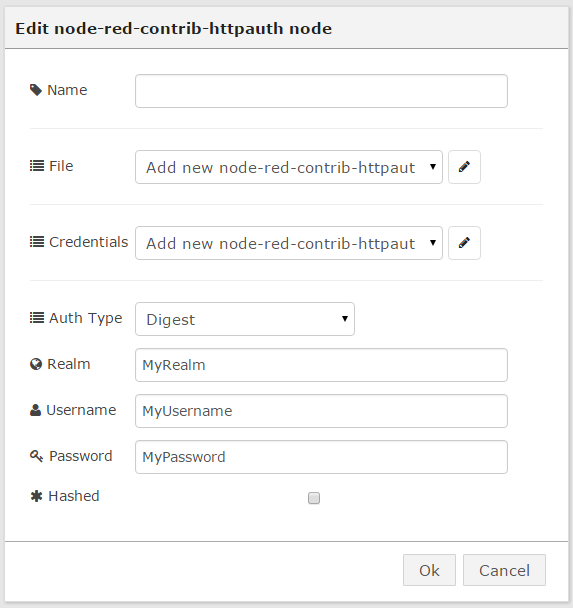 Edit node-red-contrib-httpauth node
Name
File Add new node-red-contrib-httpaut
Credentials Add new node-red-contrib-httpaut
Auth Type Digest
Realm MyRealm
Username MyUsername
Password MyPassword
Hashed
Ok Cancel